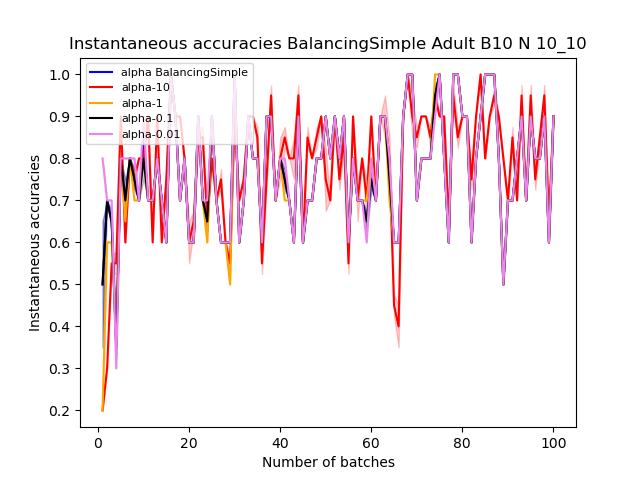 Instantaneous accuracies BalancingSimple Adult B10 N 10_10
alpha BalancingSimple
alpha-10
alpha-1
alpha-0.1
alpha-0.01
1.0
0.9
0.8
0.7
0.6
0.5
0.4
0.3
0.2
Instantaneous accuracies
0
20
40
60
80
100
Number of batches